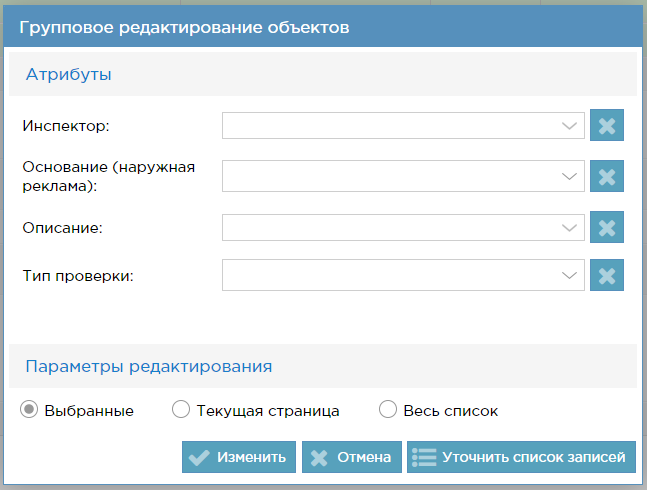 Групповое редактирование объектов
Атрибуты
Инспектор:
Основание (наружная
реклама):
Описание:
Тип проверки:
Параметры редактирования
Выбранные Текущая страница Весь список
Изменить Отмена Уточнить список записей